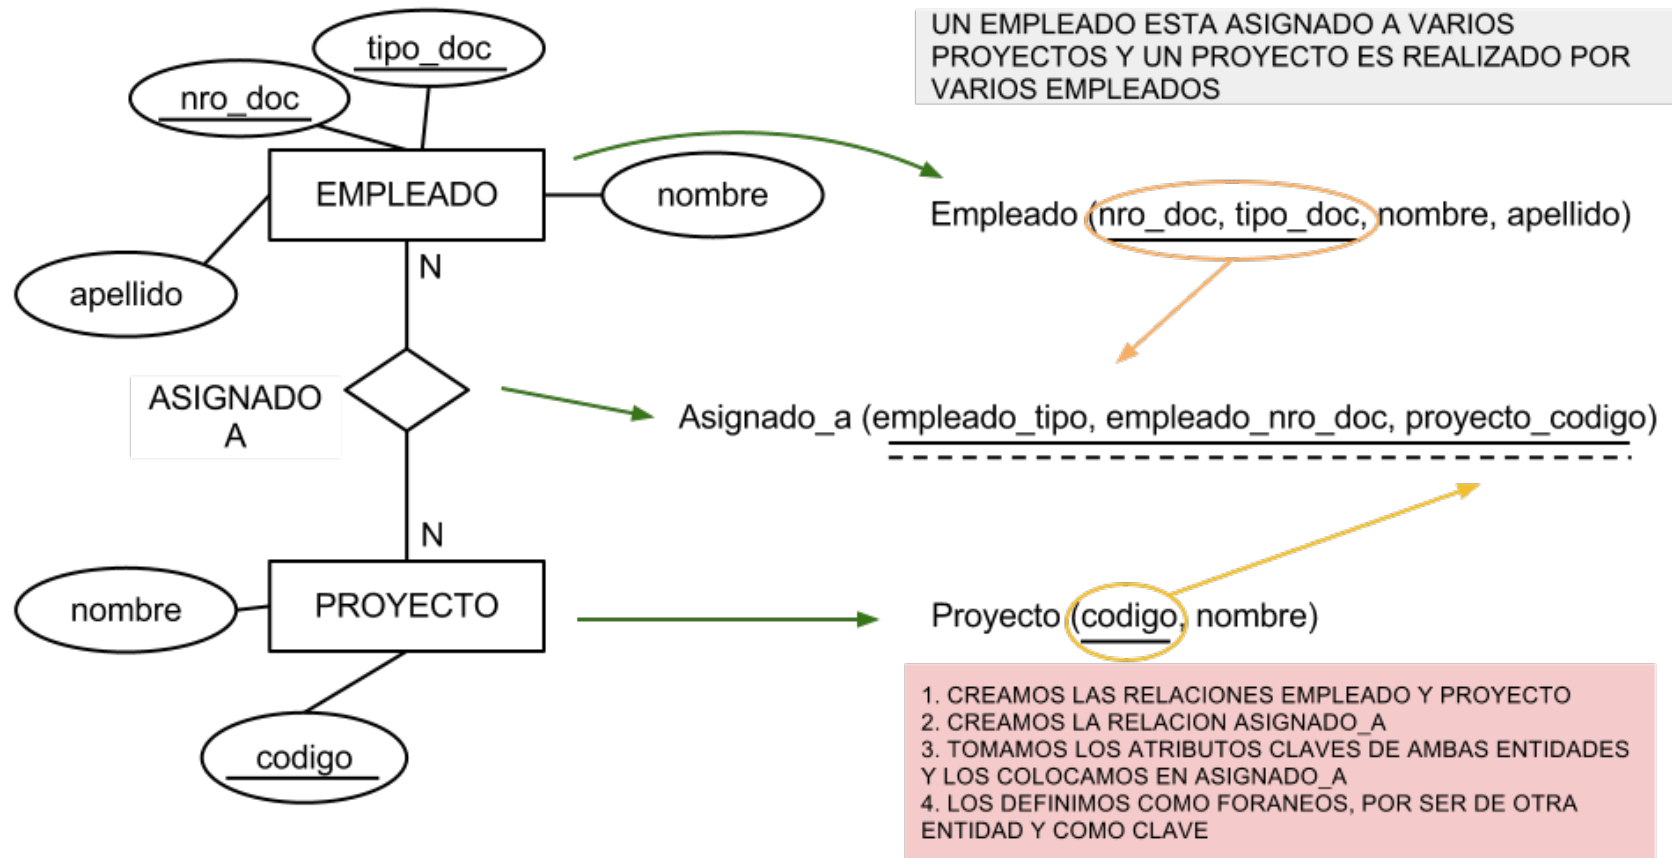 tipo_doc
nro_doc
EMPLEADO
nombre
apellido
N
ASIGNADO
A
N
nombre
PROYECTO
codigo
UN EMPLEADO ESTA ASIGNADO A VARIOS
PROYECTOS Y UN PROYECTO ES REALIZADO POR
VARIOS EMPLEADOS
Empleado (nro_doc, tipo_doc, nombre, apellido)
Asignado_a (empleado_tipo, empleado_nro_doc, proyecto_codigo)
Proyecto (codigo, nombre)
1. CREAMOS LAS RELACIONES EMPLEADO Y PROYECTO
2. CREAMOS LA RELACION ASIGNADO_A
3. TOMAMOS LOS ATRIBUTOS CLAVES DE AMBAS ENTIDADES
Y LOS COLOCAMOS EN ASIGNADO_A
4. LOS DEFINIMOS COMO FORANEOS, POR SER DE OTRA
ENTIDAD Y COMO CLAVE